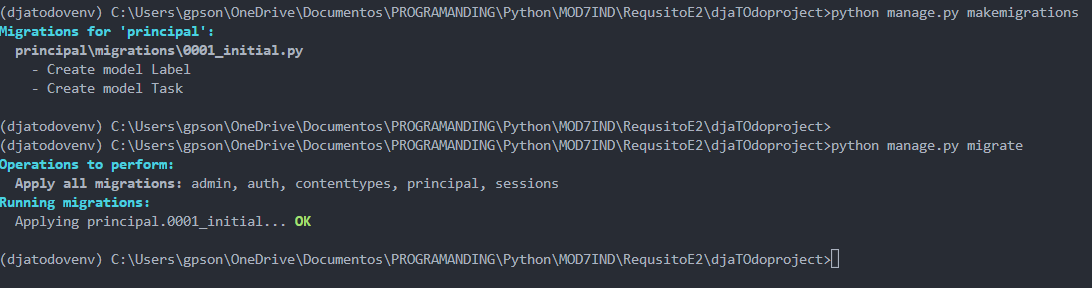 (djatodovenv) C:\Users\gpson\OneDrive\Documentos\PROGRAMANDING\Python\MOD7IND\RequsitoE2\djaTOdoproject>python manage.py makemigrations
Migrations for 'principal':
  principal\migrations\0001_initial.py
    - Create model Label
    - Create model Task
(djatodovenv) C:\Users\gpson\OneDrive\Documentos\PROGRAMANDING\Python\MOD7IND\RequsitoE2\djaTOdoproject>
(djatodovenv) C:\Users\gpson\OneDrive\Documentos\PROGRAMANDING\Python\MOD7IND\RequsitoE2\djaTOdoproject>python manage.py migrate
Operations to perform:
  Apply all migrations: admin, auth, contenttypes, principal, sessions
Running migrations:
  Applying principal.0001_initial... OK
(djatodovenv) C:\Users\gpson\OneDrive\Documentos\PROGRAMANDING\Python\MOD7IND\RequsitoE2\djaTOdoproject>